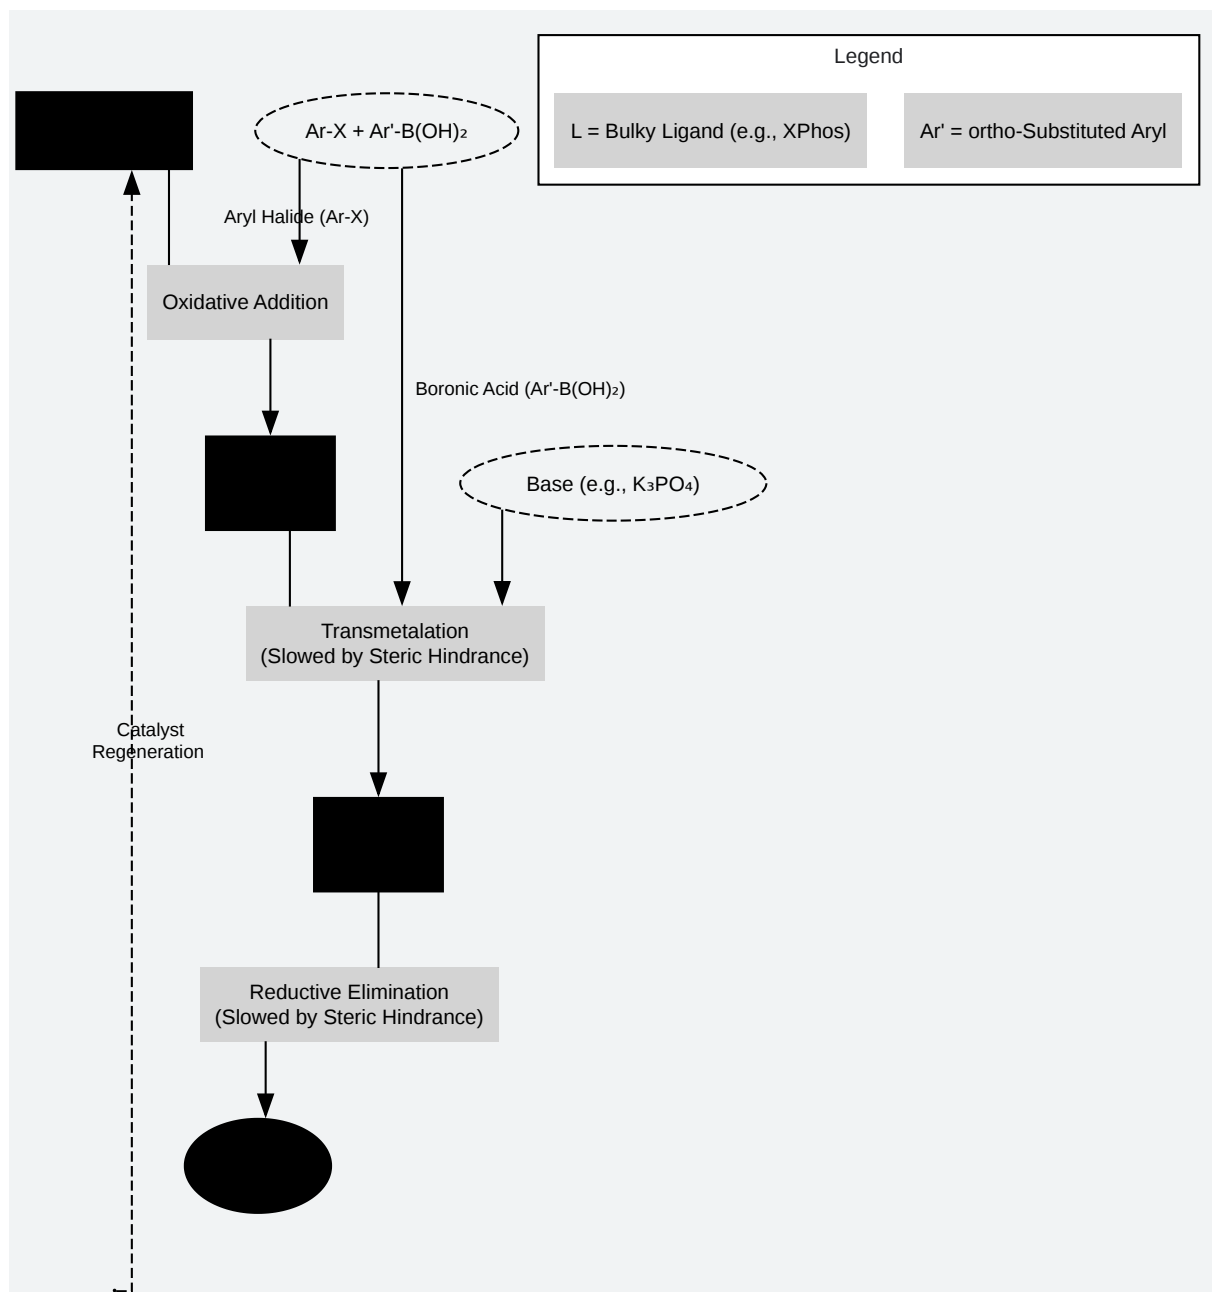 Legend
L = Bulky Ligand (e.g., XPhos)
Ar' = ortho-Substituted Aryl
Ar-X + Ar'-B(OH)₂
Aryl Halide (Ar-X)
Oxidative Addition
Boronic Acid (Ar'-B(OH)₂)
Base (e.g., K₃PO₄)
Transmetalation
(Slowed by Steric Hindrance)
Catalyst
Regeneration
Reductive Elimination
(Slowed by Steric Hindrance)